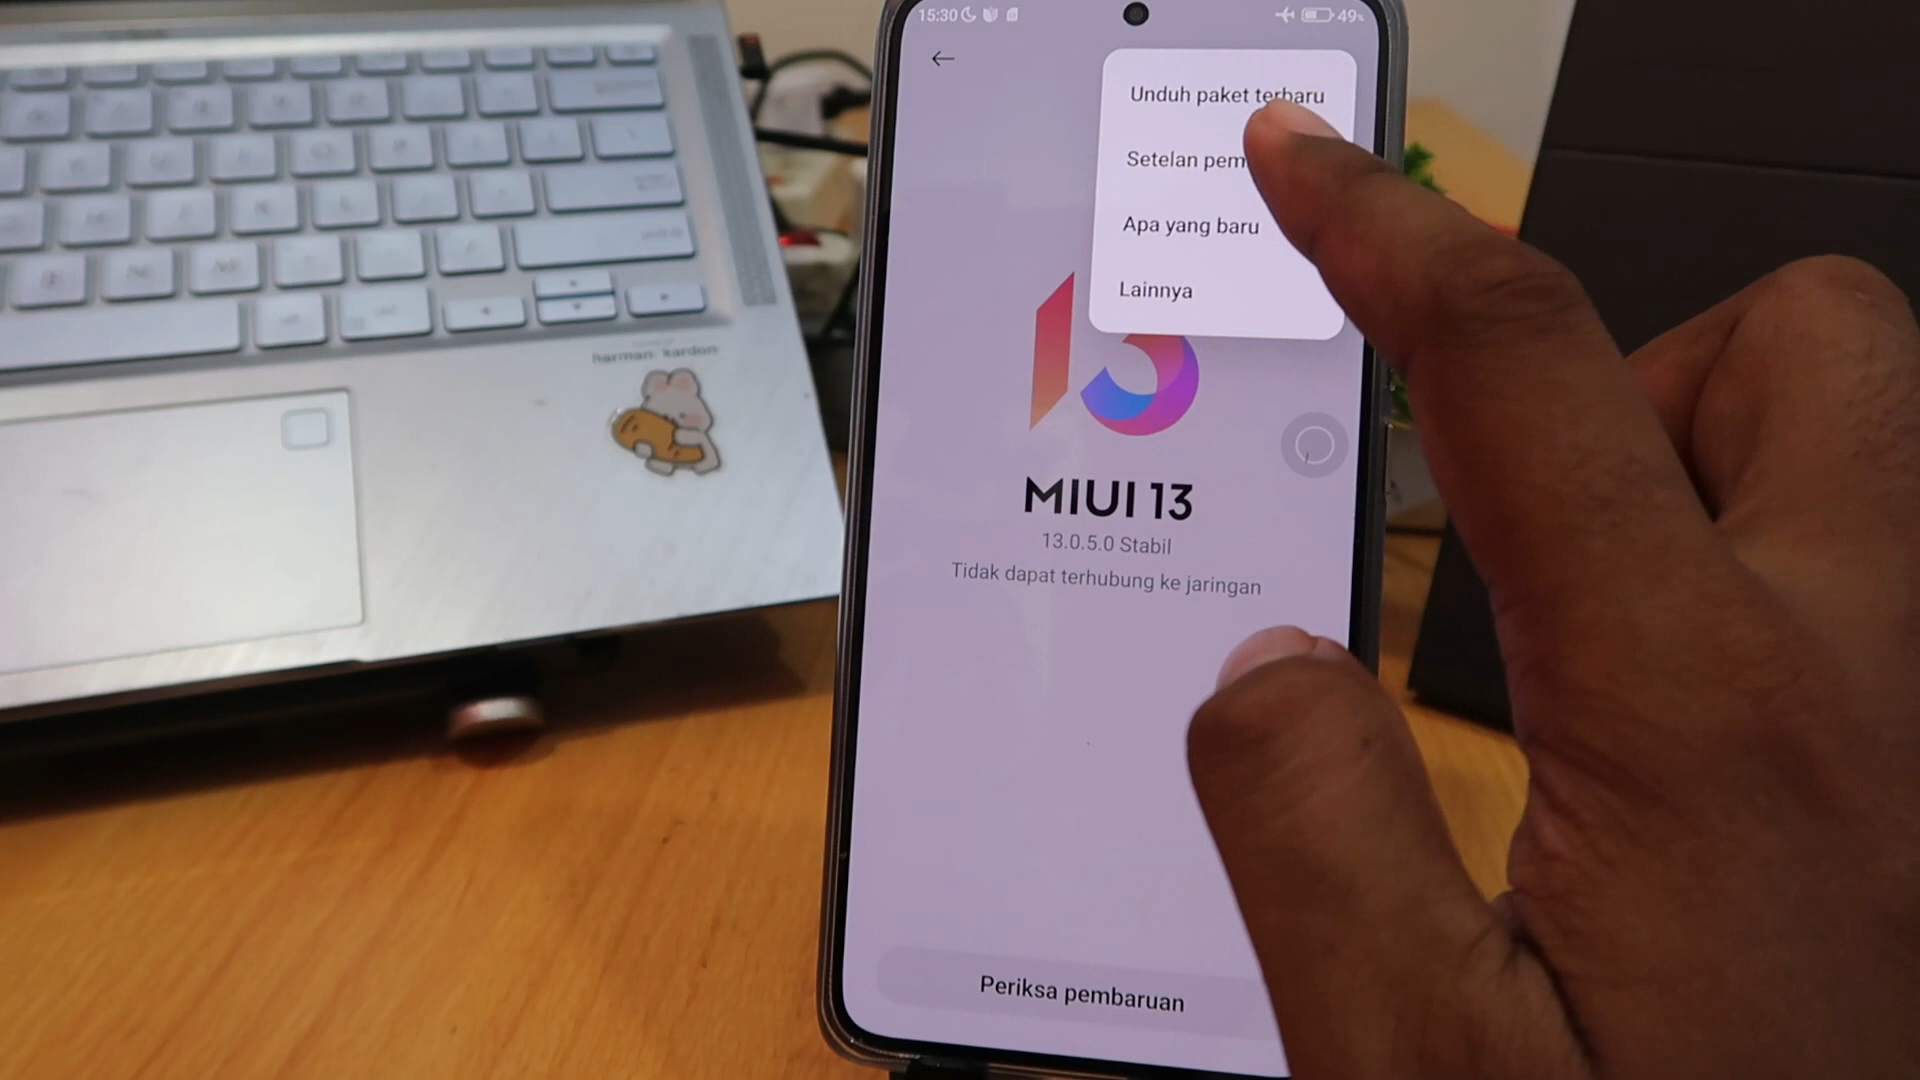 15:30
49%
Unduh paket terbaru
Setelan pem
Apa yang baru
Lainnya
13
MIUI 13
13.0.5.0 Stabil
Tidak dapat terhubung ke jaringan
Periksa pembaruan
harman/kardon